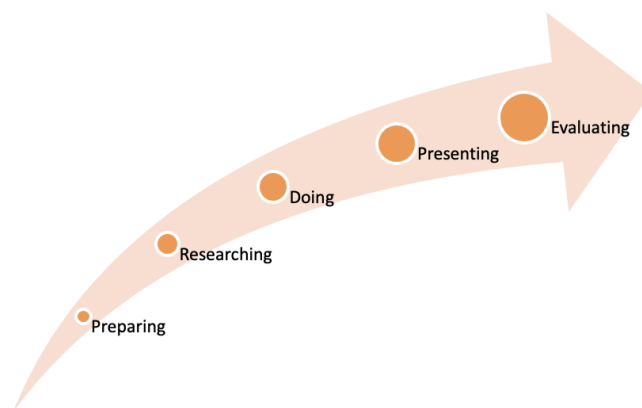 Preparing
Researching
Doing
Presenting
Evaluating